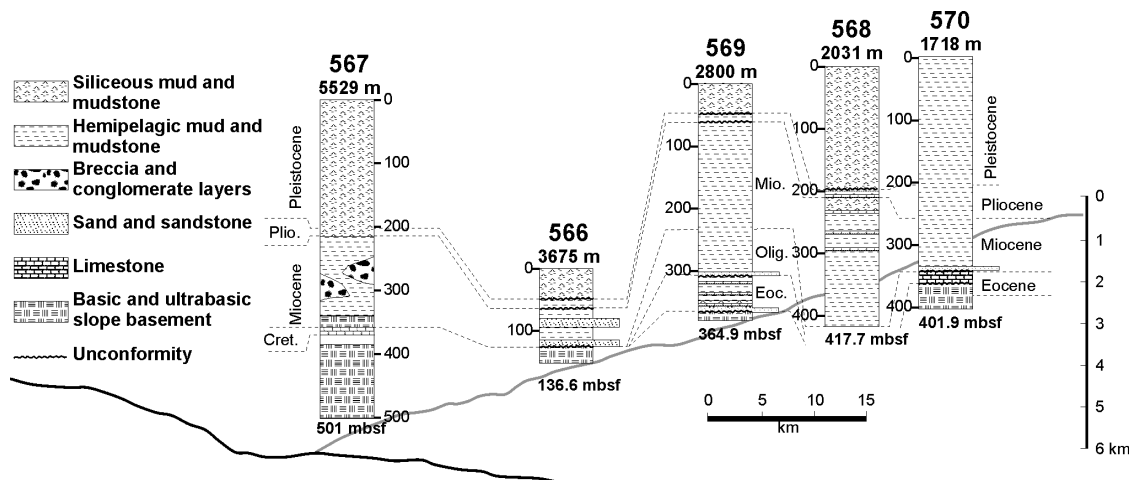 567
5529 m
566
3675 m
569
2800 m
568
2031 m
570
1718 m
Siliceous mud and
mudstone
Hemipelagic mud and
mudstone
Breccia and
conglomerate layers
Sand and sandstone
Limestone
Basic and ultrabasic
slope basement
Unconformity
Pleistocene
Plio.
Miocene
Cret.
0
100
200
300
400
500
501 mbsf
0
100
136.6 mbsf
0
100
200
300
364.9 mbsf
Mio.
Olig.
Eoc.
0
100
200
300
400
417.7 mbsf
0
100
200
300
400
401.9 mbsf
Pleistocene
Pliocene
Miocene
Eocene
0
1
2
3
4
5
6 km
0 5 10 15
km